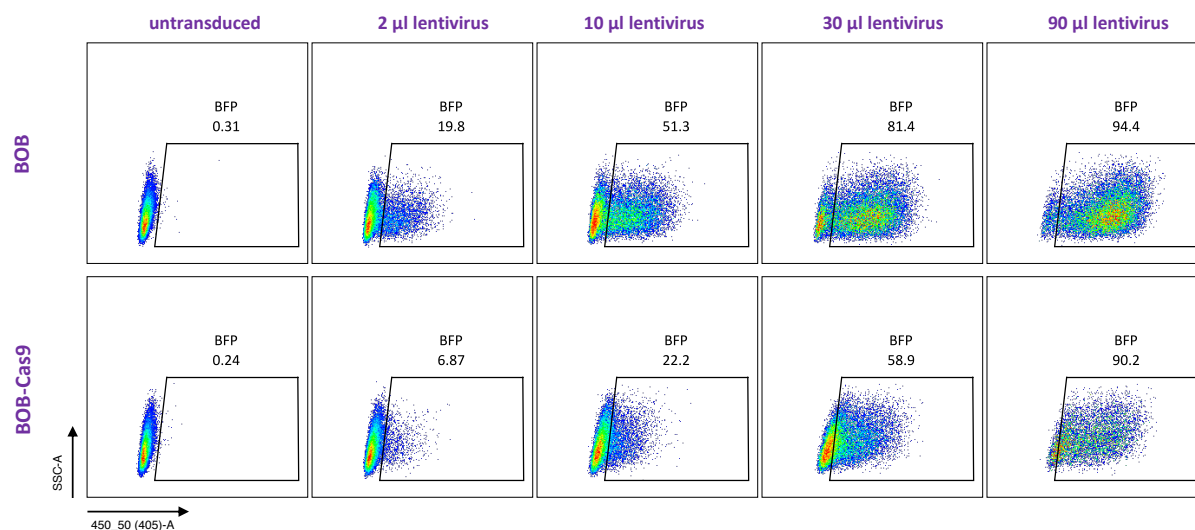 untransduced
2 µl lentivirus
10 µl lentivirus
30 µl lentivirus
90 µl lentivirus
BOB
BFP
0.31
BFP
19.8
BFP
51.3
BFP
81.4
BFP
94.4
BOB-Cas9
BFP
0.24
BFP
6.87
BFP
22.2
BFP
58.9
BFP
90.2
SSC-A
450_50 (405)-A